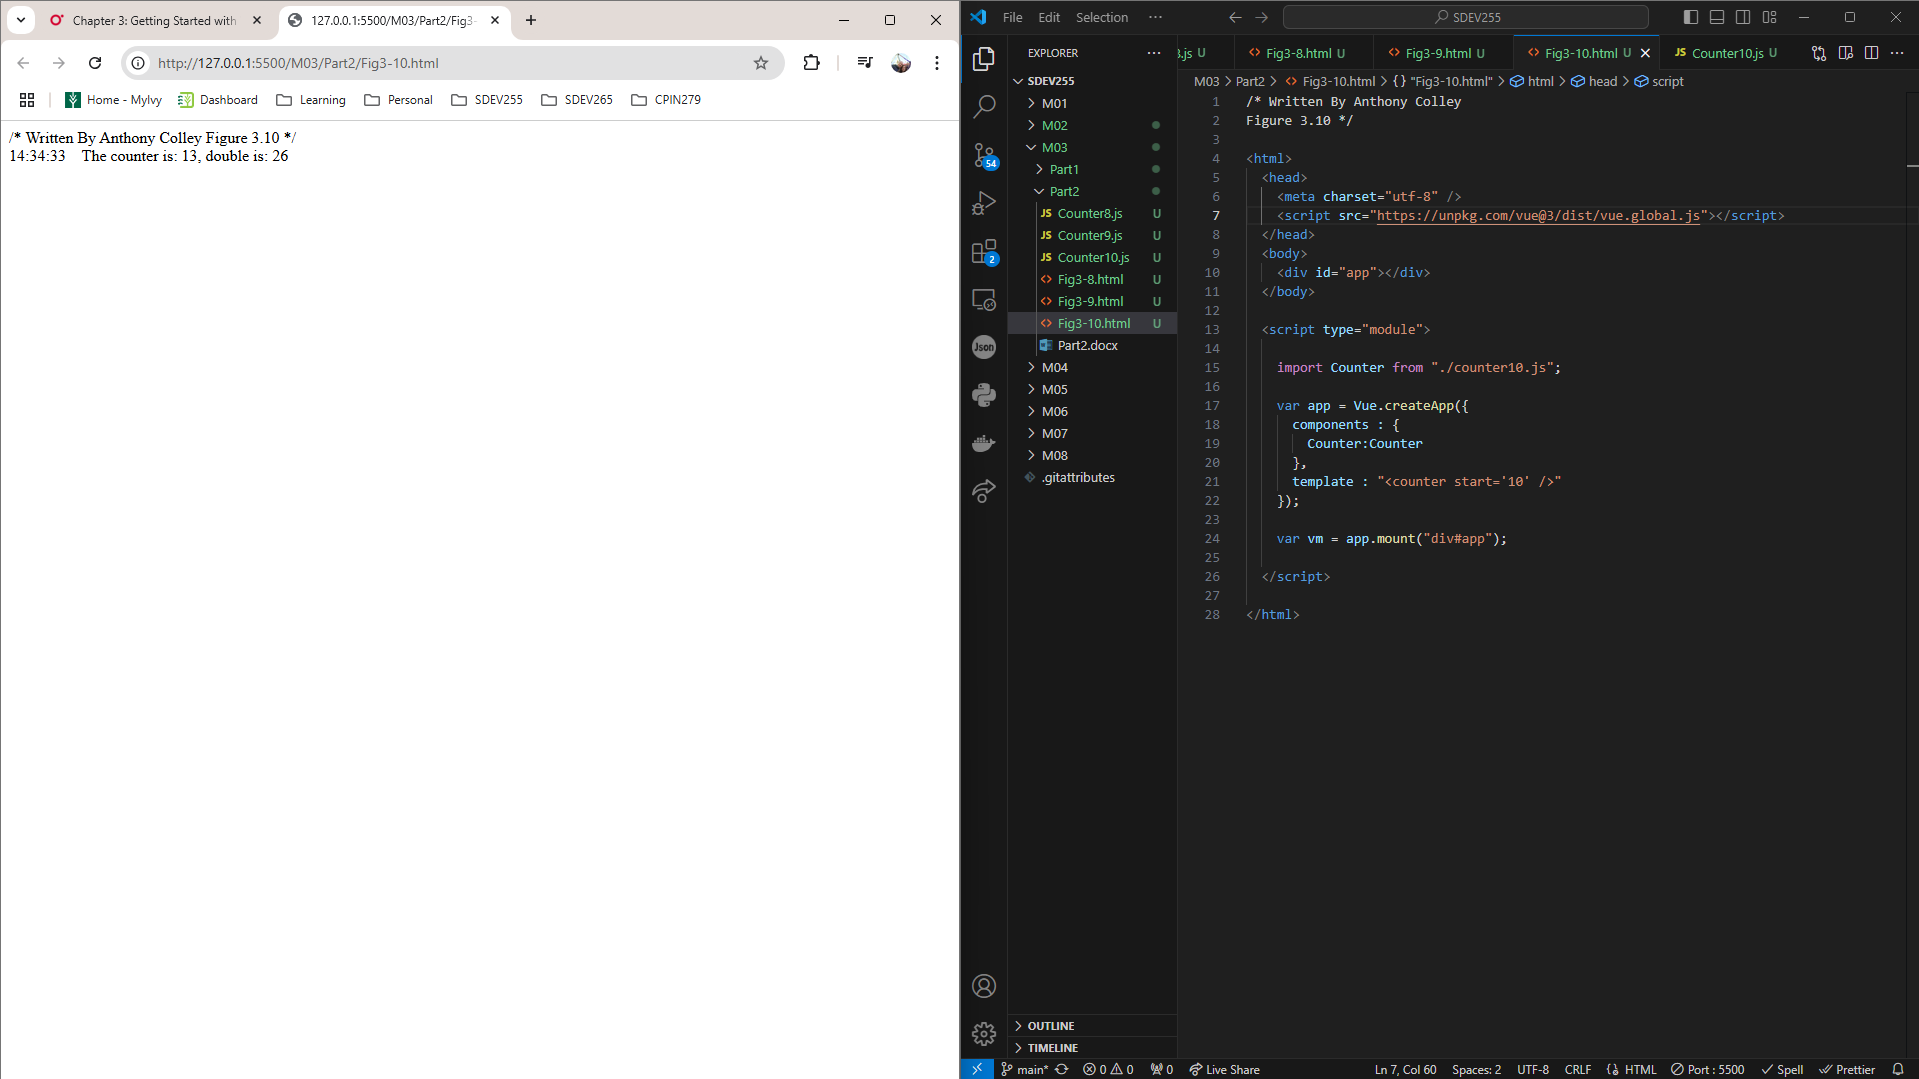 Chapter 3: Getting Started with
127.0.0.1:5500/M03/Part2/Fig3-
http://127.0.0.1:5500/M03/Part2/Fig3-10.html
Home - MyIvy
Dashboard
Learning
Personal
SDEV255
SDEV265
CPIN279
/* Written By Anthony Colley Figure 3.10 */
14:34:33    The counter is: 13, double is: 26
File Edit Selection ···
SDEV255
EXPLORER
SDEV255
M01
M02
M03
Part1
Part2
JS Counter8.js U
JS Counter9.js U
JS Counter10.js U
<> Fig3-8.html U
<> Fig3-9.html U
<> Fig3-10.html U
Part2.docx
M04
M05
M06
M07
M08
.gitattributes
54
2
Json
OUTLINE
TIMELINE
.js U
<> Fig3-8.html U
<> Fig3-9.html U
<> Fig3-10.html U
JS Counter10.js U
M03 > Part2 > <> Fig3-10.html > {} "Fig3-10.html" > html > head > script
1 /* Written By Anthony Colley
2 Figure 3.10 */
3
4 <html>
5   <head>
6     <meta charset="utf-8" />
7     <script src="https://unpkg.com/vue@3/dist/vue.global.js"></script>
8   </head>
9   <body>
10     <div id="app"></div>
11   </body>
12
13   <script type="module">
14
15     import Counter from "./counter10.js";
16
17     var app = Vue.createApp({
18       components : {
19         Counter:Counter
20       },
21       template : "<counter start='10' />"
22     });
23
24     var vm = app.mount("div#app");
25
26   </script>
27
28 </html>
main* 0 0 0 Live Share
Ln 7, Col 60 Spaces: 2 UTF-8 CRLF {} HTML Port : 5500 Spell Prettier